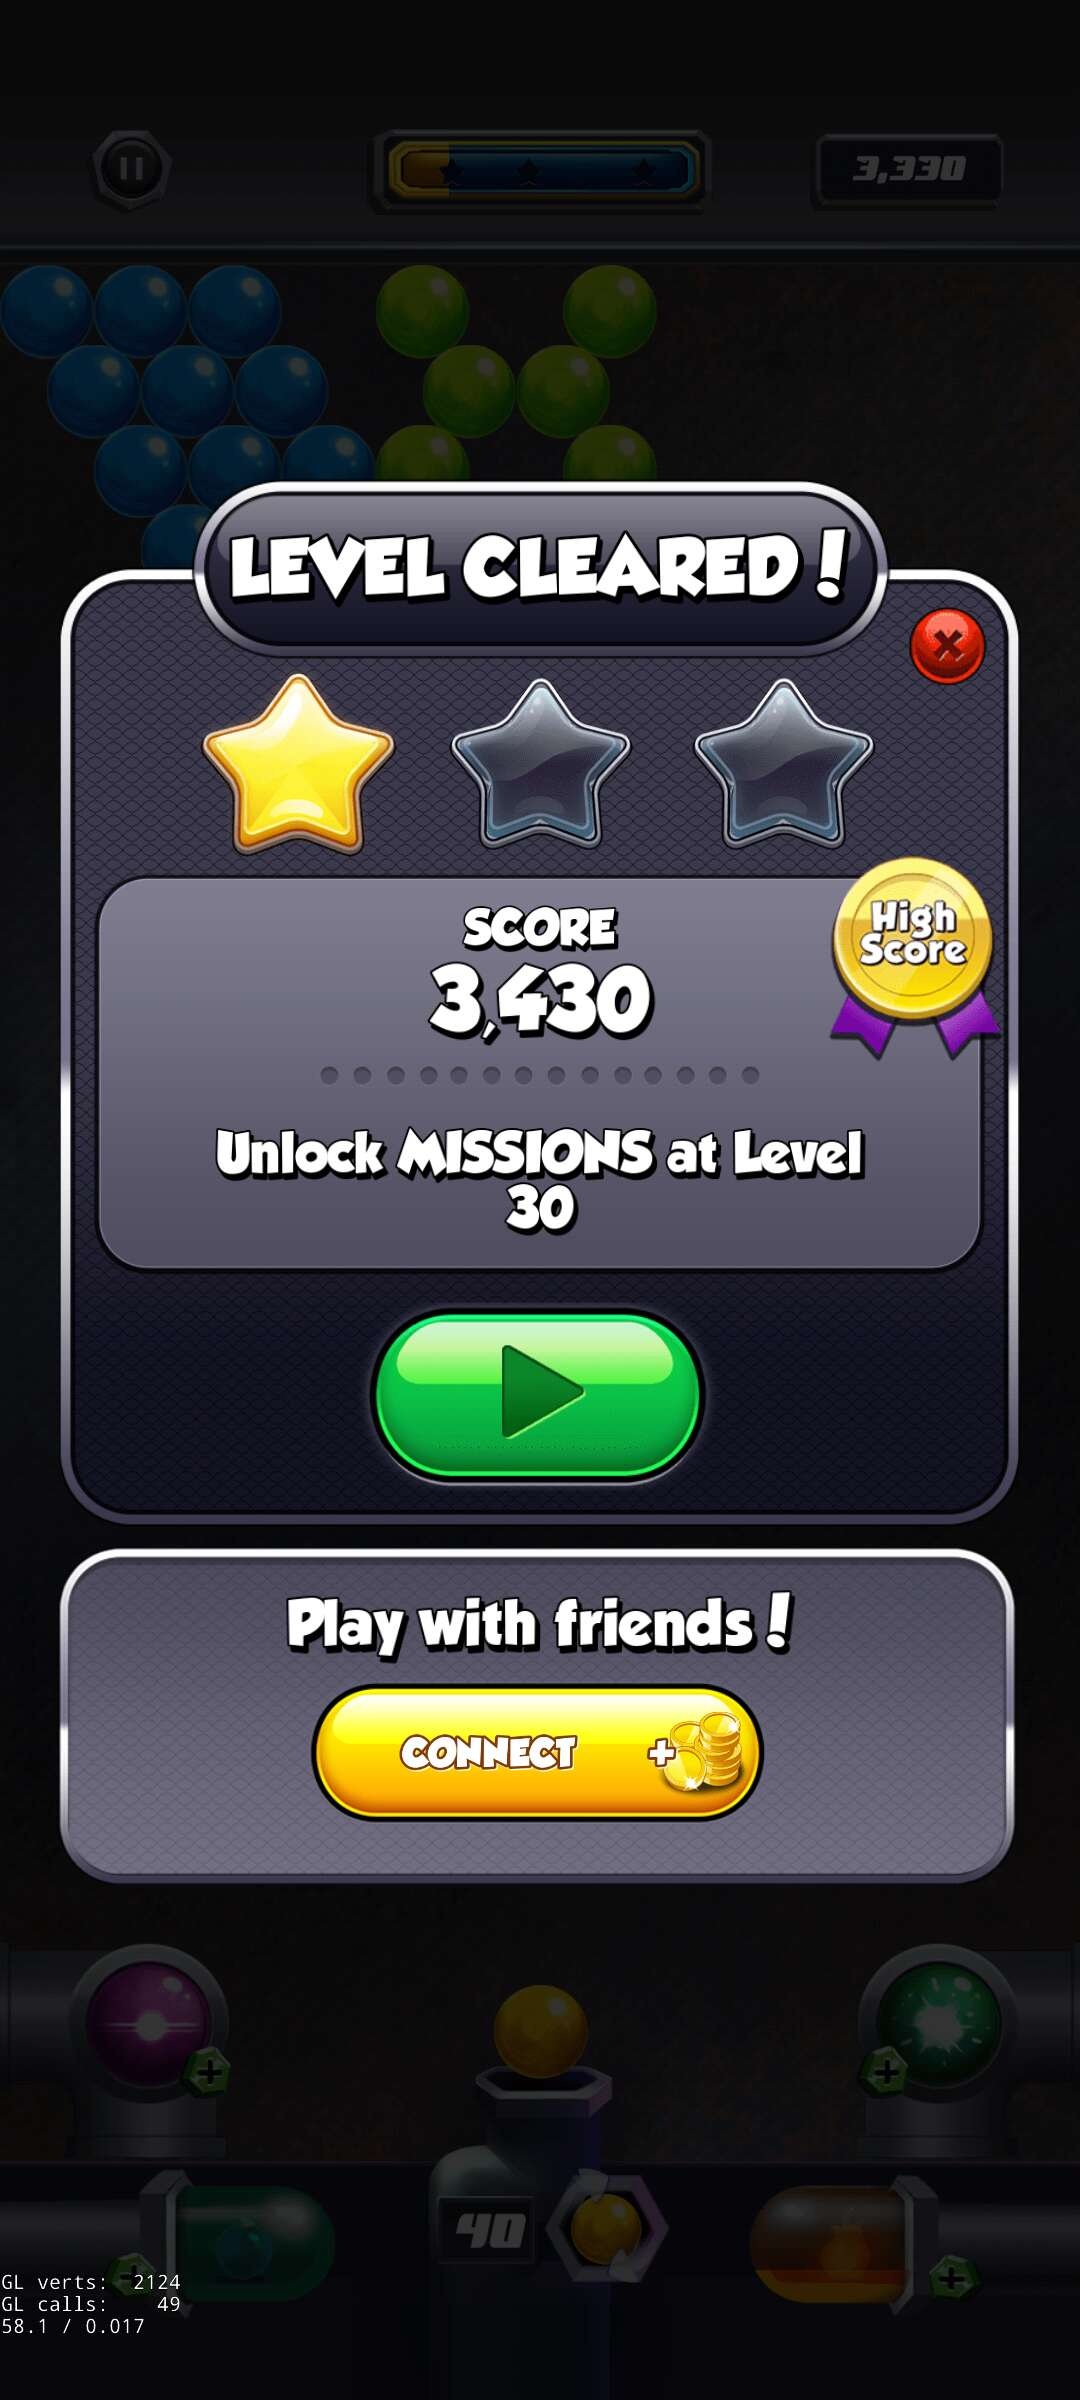 3,330
LEVEL CLEARED!
High
Score
SCORE
3,430
Unlock MISSIONS at Level
30
Play with friends!
CONNECT +
40
GL verts: 2124
GL calls: 49
58.1 / 0.017